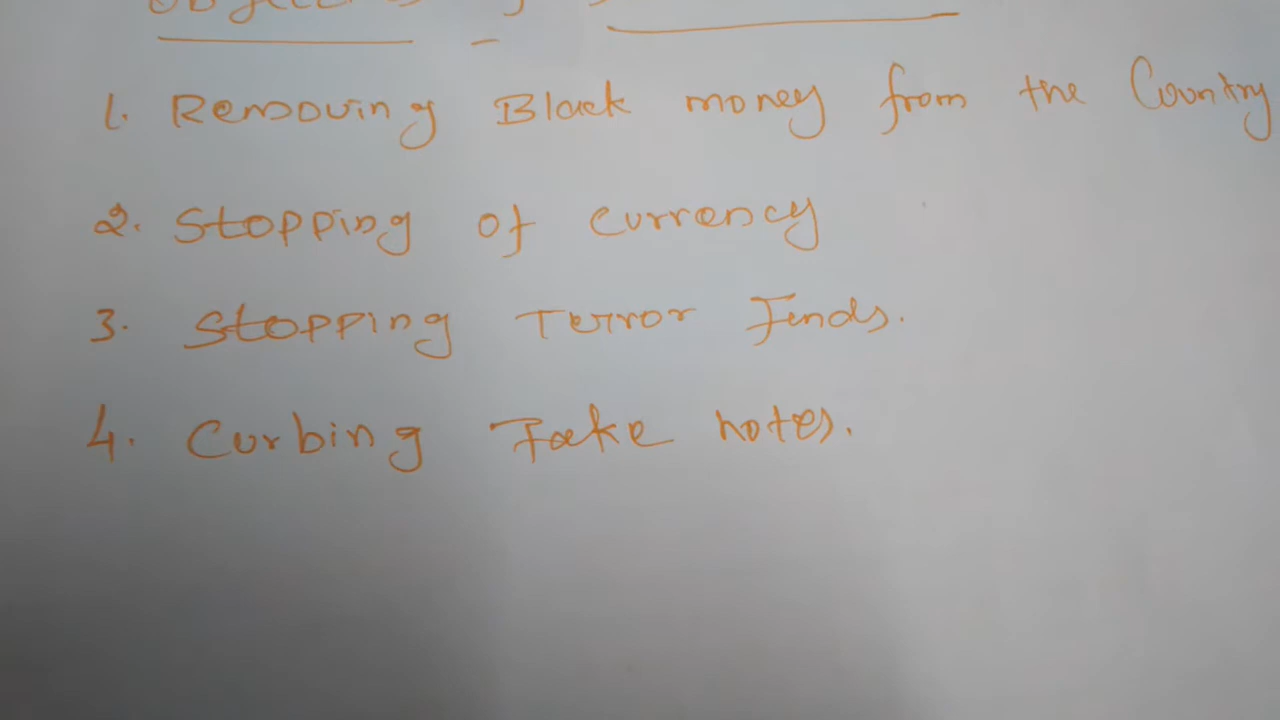 1. Removing Black money from the Country
2. Stopping of currency
3. Stopping Terror Funds.
4. Curbing Fake notes.